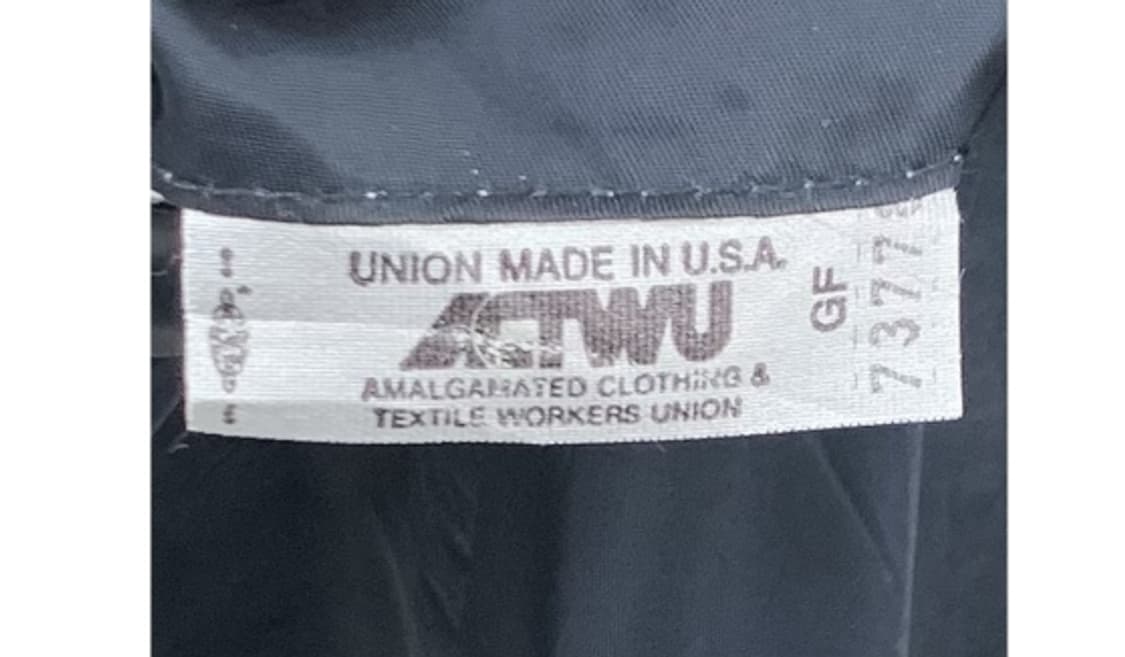 UNION MADE IN U.S.A.
ACTWU
AMALGAMATED CLOTHING &
TEXTILE WORKERS UNION
GF
7377